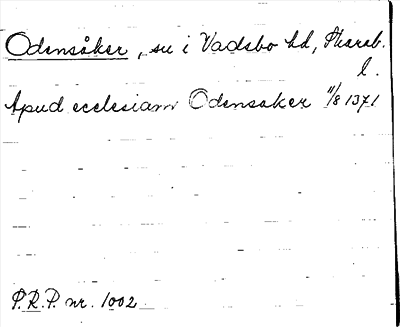 Odensåker, sn i Vadsbo hd, Skarab.
l.
Apud ecclesiam Odensaker 11/8 1371
P.R.P. nr. 1002